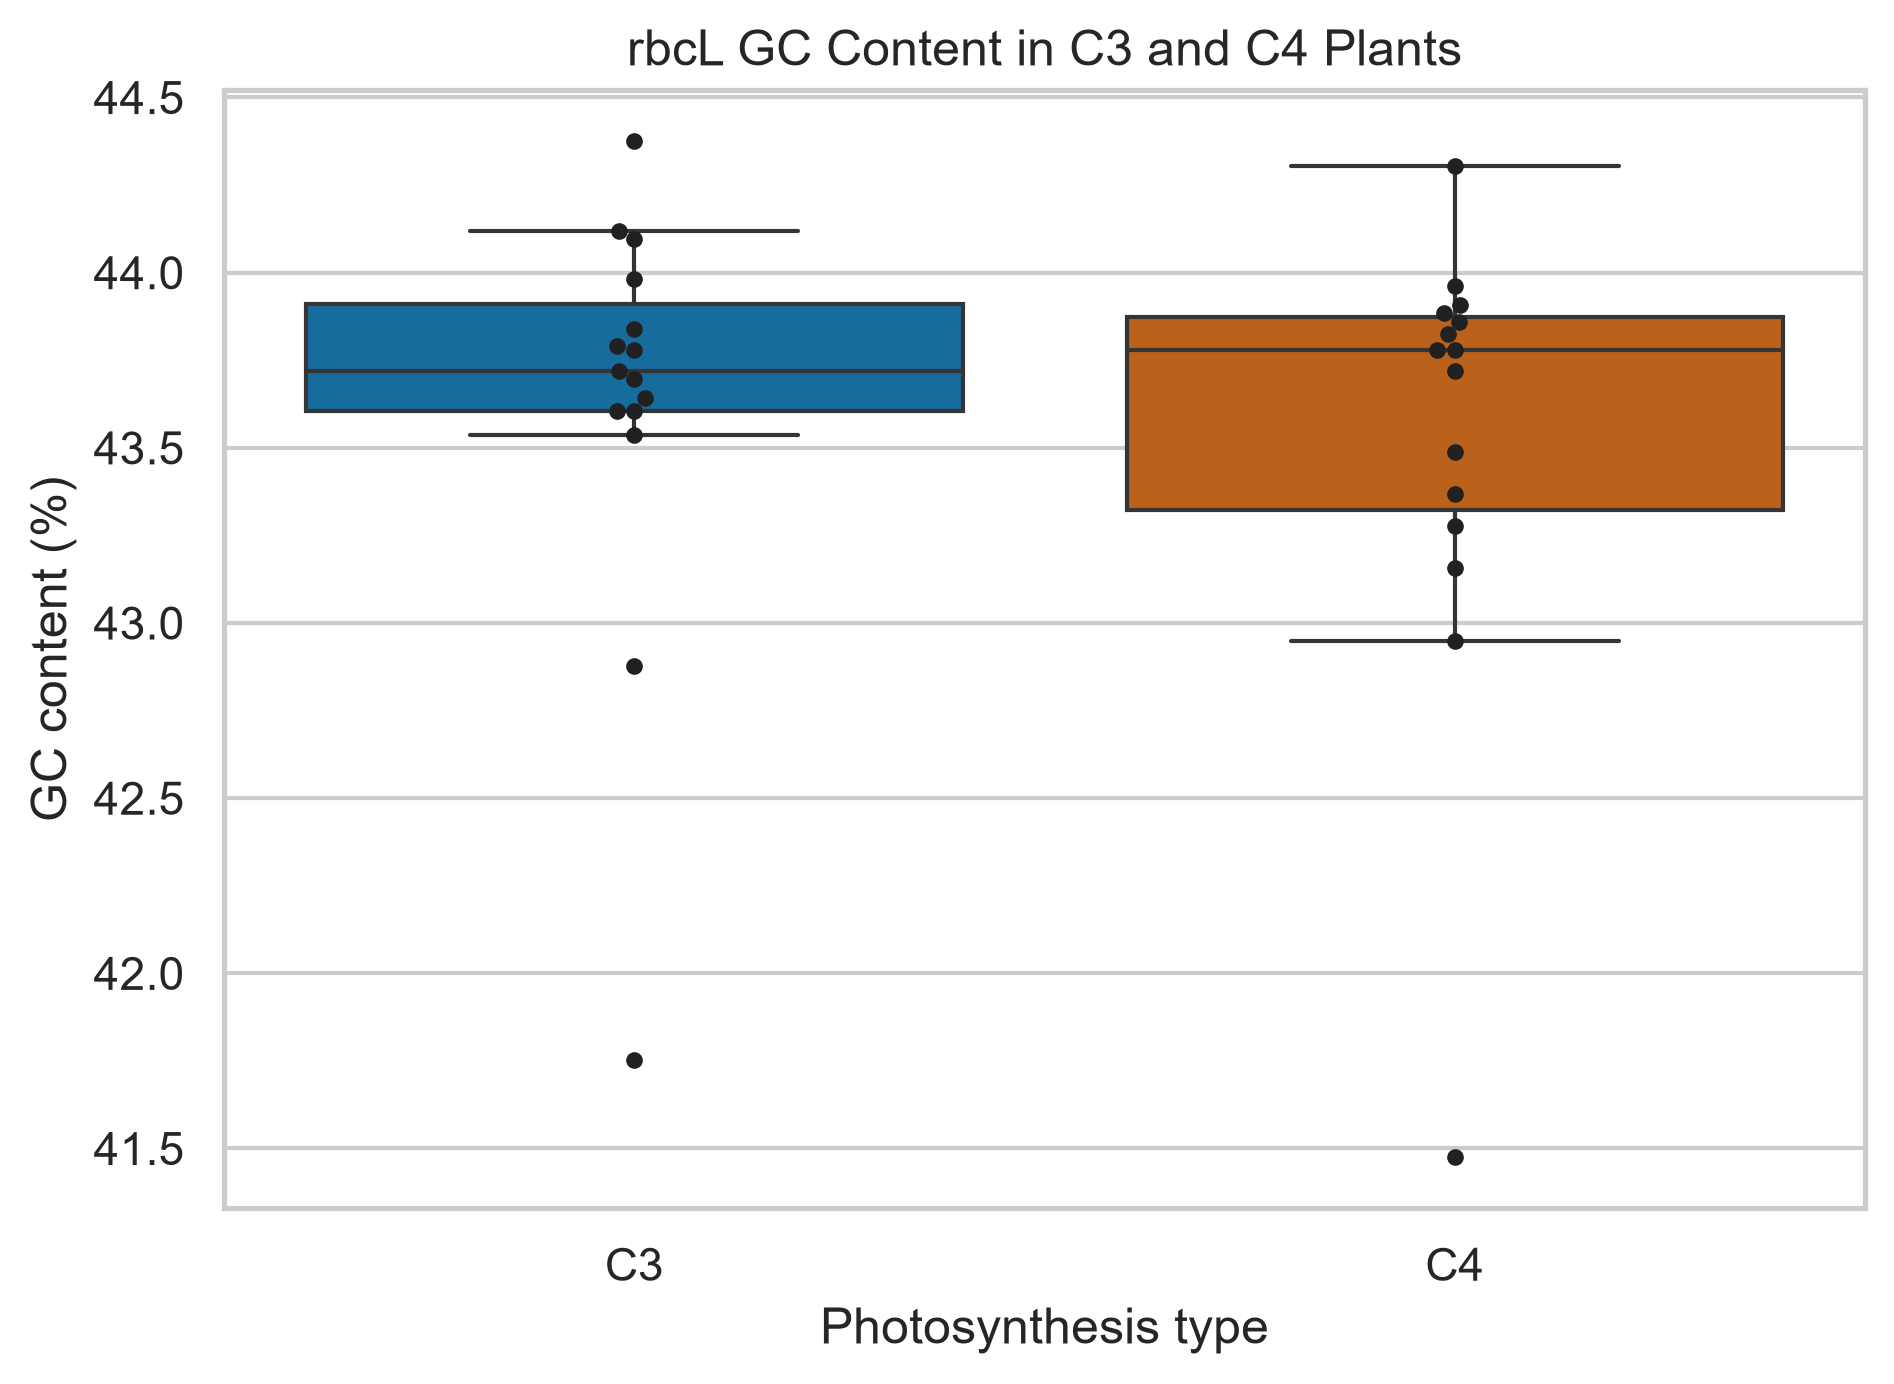 rbcL GC Content in C3 and C4 Plants
44.5
44.0
43.5
43.0
42.5
42.0
41.5
GC content (%)
C3
C4
Photosynthesis type